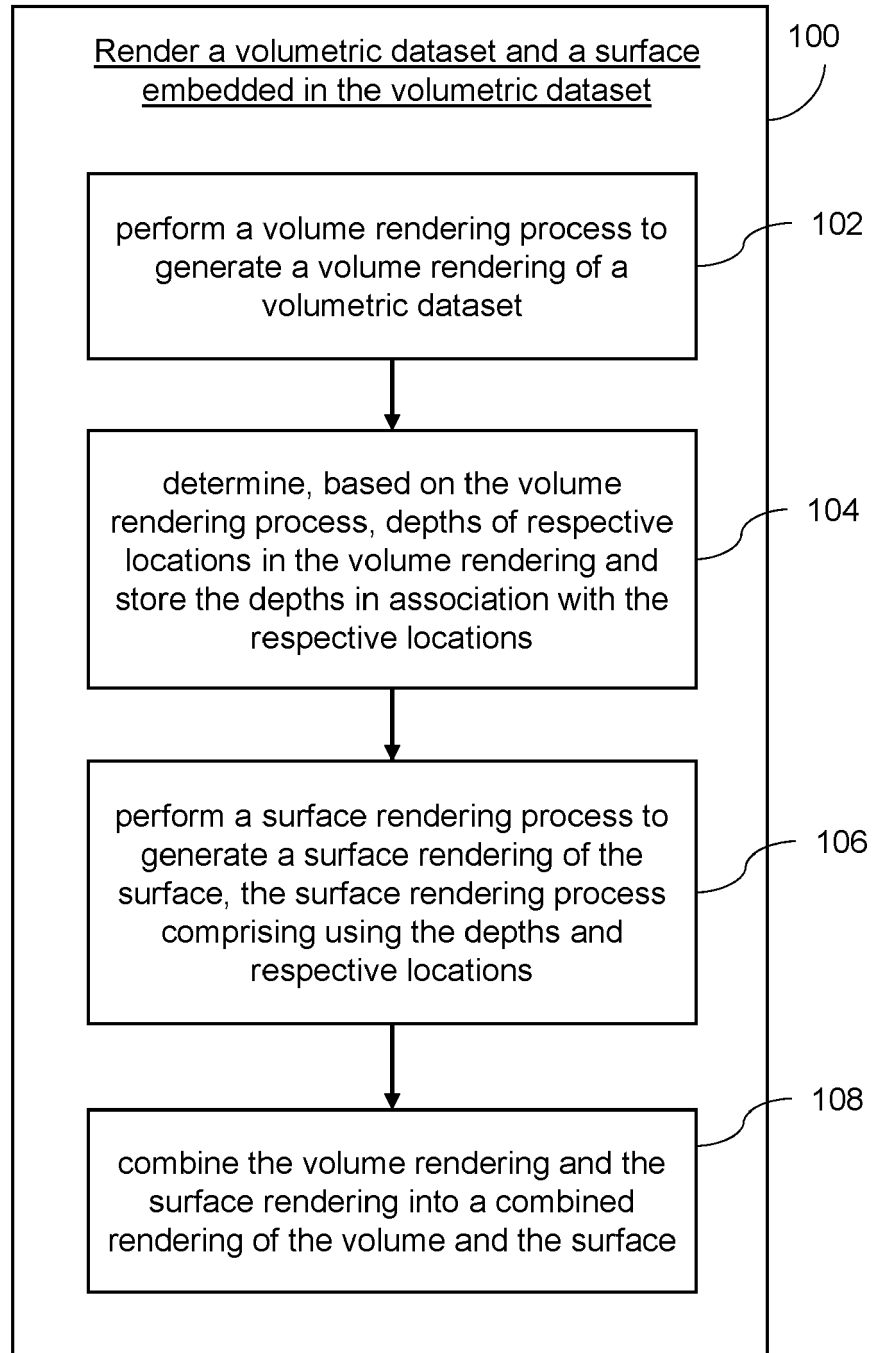 Render a volumetric dataset and a surface
embedded in the volumetric dataset
100
perform a volume rendering process to
generate a volume rendering of a
volumetric dataset
102
determine, based on the volume
rendering process, depths of respective
locations in the volume rendering and
store the depths in association with the
respective locations
104
perform a surface rendering process to
generate a surface rendering of the
surface, the surface rendering process
comprising using the depths and
respective locations
106
combine the volume rendering and the
surface rendering into a combined
rendering of the volume and the surface
108